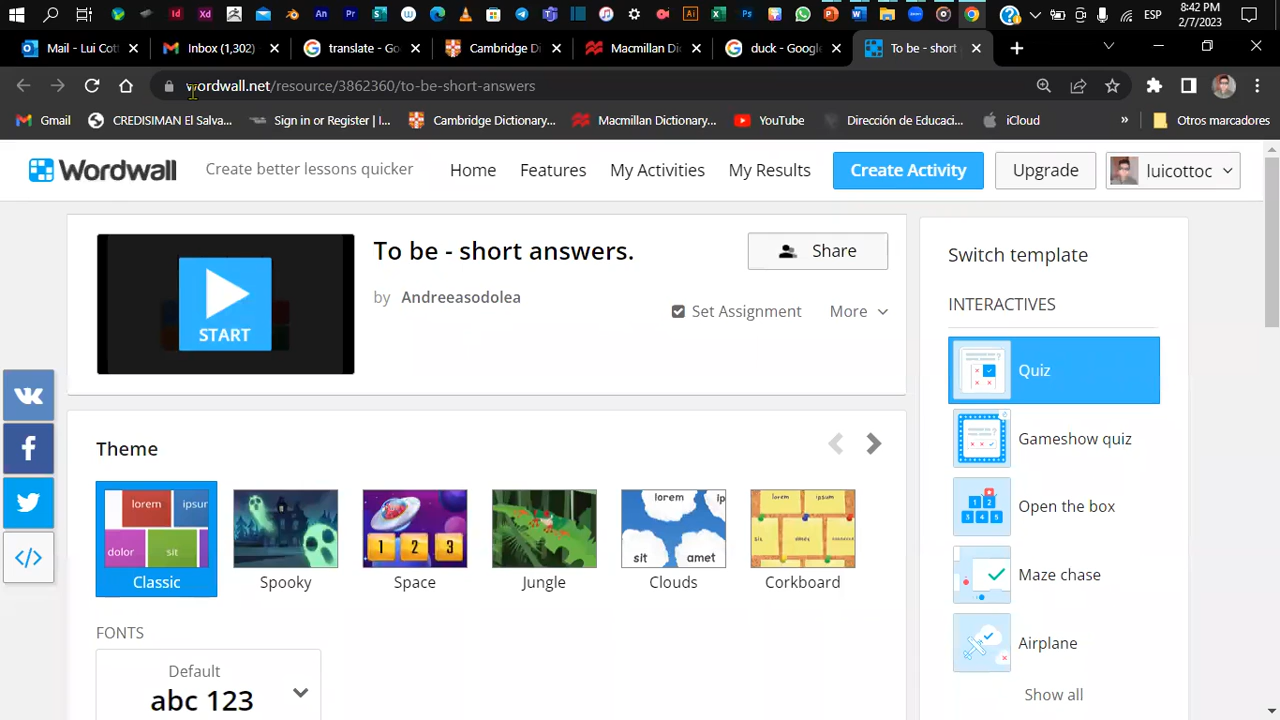 8:42 PM
ESP
2/7/2023
Mail - Lui Cott
Inbox (1,302)
translate - Go
Cambridge Di
Macmillan Di
duck - Google
To be - short
wordwall.net/resource/3862360/to-be-short-answers
Gmail
CREDISIMAN El Salva...
Sign in or Register | I...
Cambridge Dictionary...
Macmillan Dictionary...
YouTube
Dirección de Educaci...
iCloud
»
Otros marcadores
Wordwall
Create better lessons quicker
Home
Features
My Activities
My Results
Create Activity
Upgrade
luicottoc
START
To be - short answers.
Share
by Andreeasodolea
Set Assignment
More
Switch template
INTERACTIVES
Quiz
Gameshow quiz
Open the box
Maze chase
Airplane
Show all
Theme
lorem
ipsur
dolor
sit
Classic
Spooky
1 2 3
Space
Jungle
lorem
ip
sit
amet
Clouds
lorem
ipsum
sit
Corkboard
FONTS
Default
abc 123